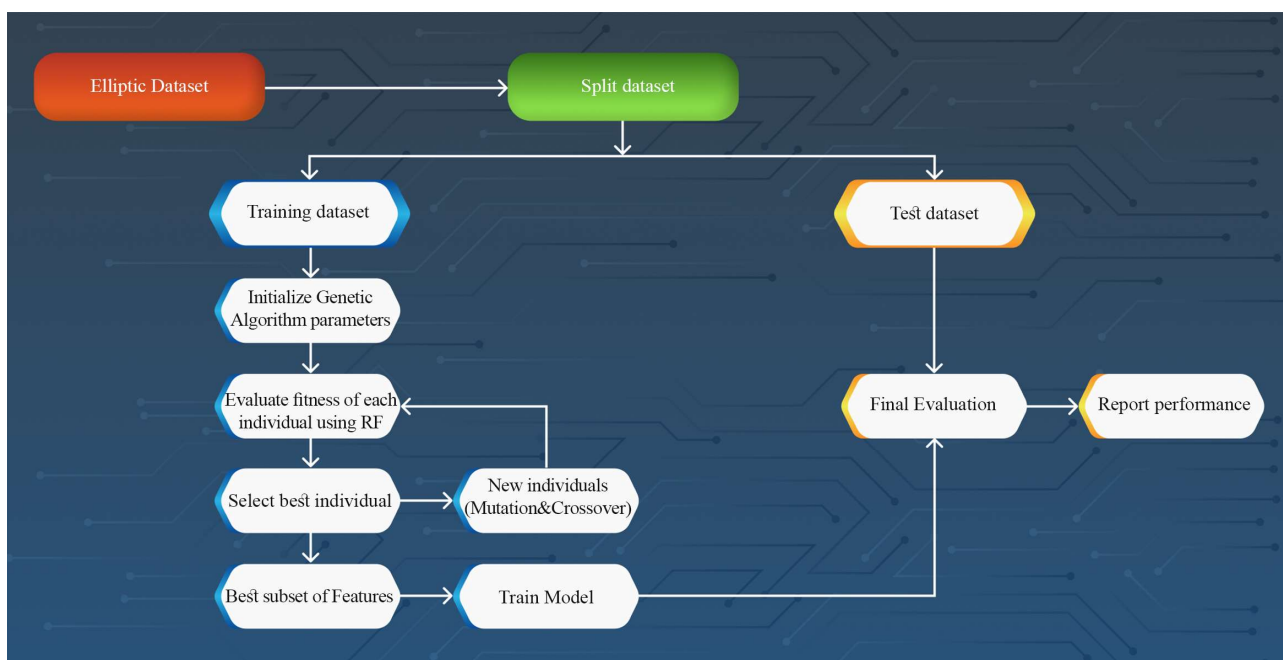 Elliptic Dataset
Split dataset
Training dataset
Test dataset
Initialize Genetic
Algorithm parameters
Evaluate fitness of each
individual using RF
Final Evaluation
Report performance
Select best individual
New individuals
(Mutation&Crossover)
Best subset of Features
Train Model